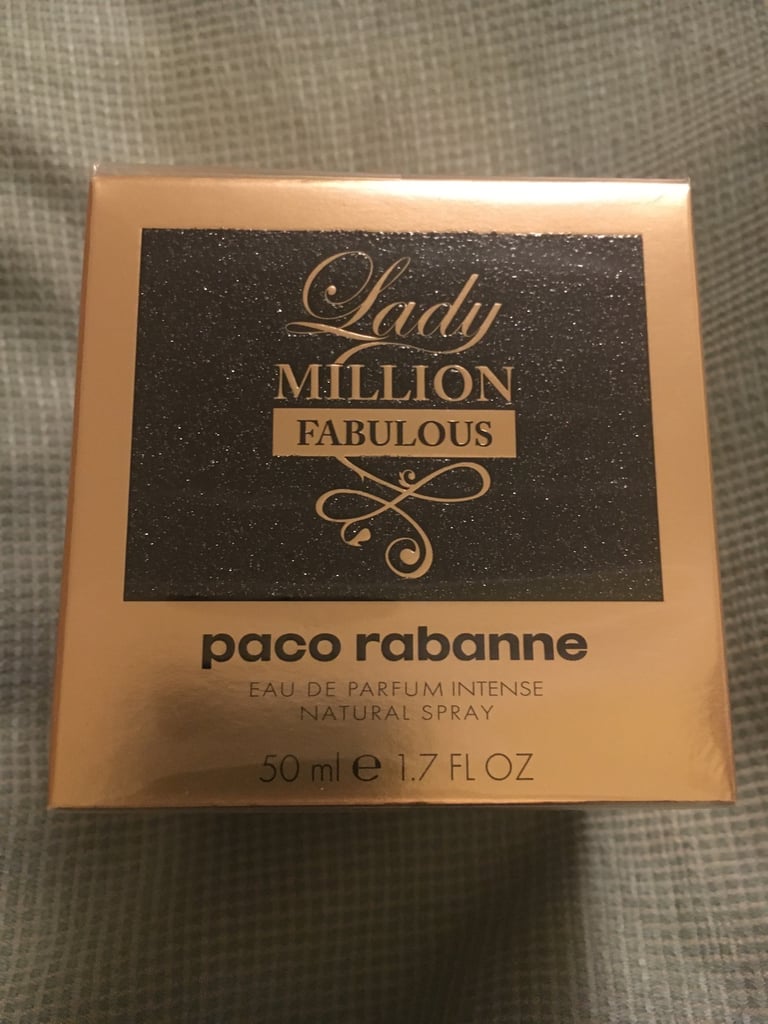 Lady
MILLION
FABULOUS
paco rabanne
EAU DE PARFUM INTENSE
NATURAL SPRAY
50 ml ℮ 1.7 FL OZ